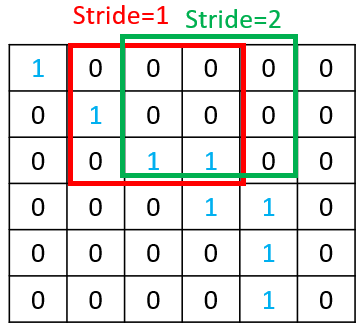 Stride=1
Stride=2
1 0 0 0 0 0
0 1 0 0 0 0
0 0 1 1 0 0
0 0 0 1 1 0
0 0 0 0 1 0
0 0 0 0 1 0